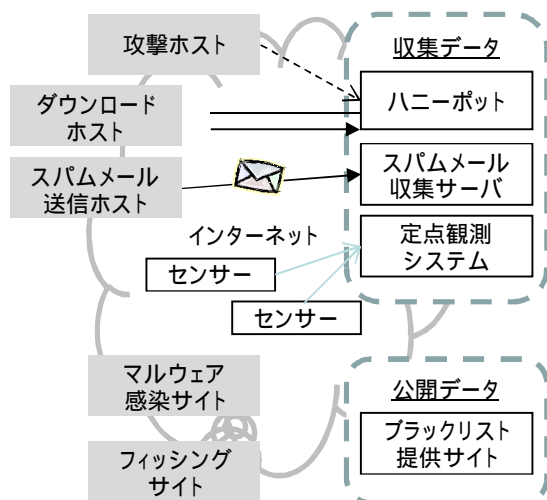 攻撃ホスト
収集データ
ハニーポット
ダウンロード
ホスト
スパムメール
送信ホスト
スパムメール
収集サーバ
インターネット
定点観測
システム
センサー
センサー
マルウェア
感染サイト
公開データ
ブラックリスト
提供サイト
フィッシング
サイト